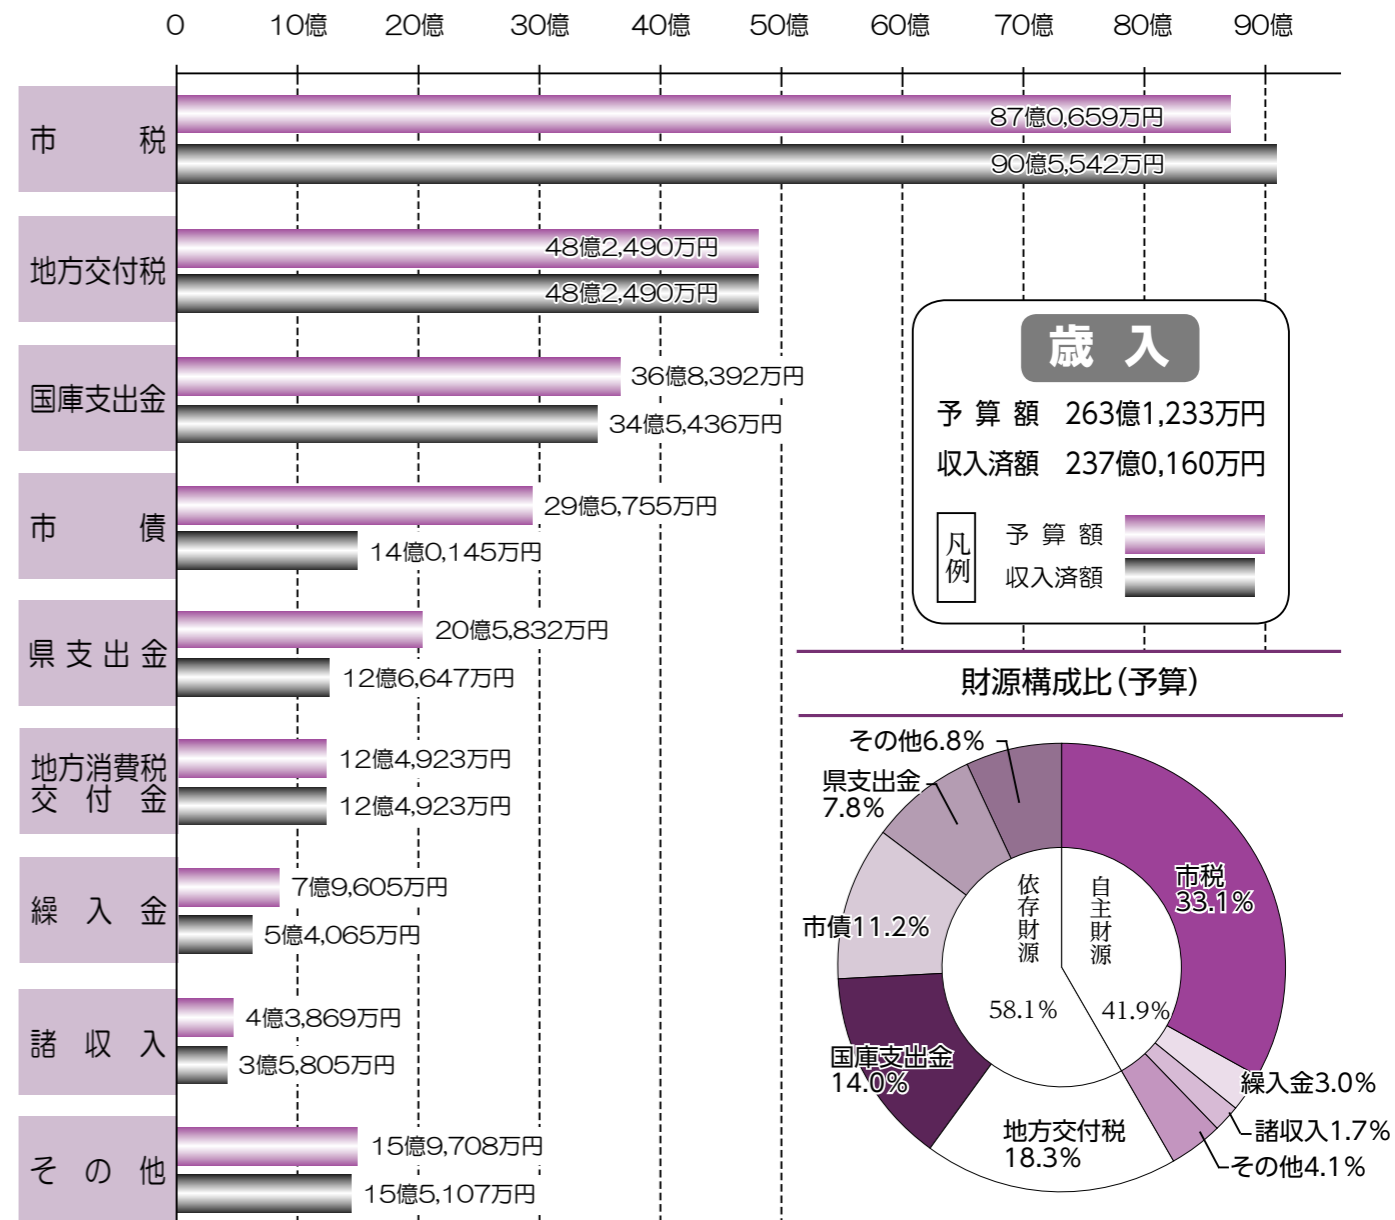 0 10億 20億 30億 40億 50億 60億 70億 80億 90億
市税
87億0,659万円
90億5,542万円
地方交付税
48億2,490万円
48億2,490万円
国庫支出金
36億8,392万円
34億5,436万円
市債
29億5,755万円
14億0,145万円
県支出金
20億5,832万円
12億6,647万円
地方消費税
交付金
12億4,923万円
12億4,923万円
繰入金
7億9,605万円
5億4,065万円
諸収入
4億3,869万円
3億5,805万円
その他
15億9,708万円
15億5,107万円
歳入
予算額 263億1,233万円
収入済額 237億0,160万円
凡例
予算額
収入済額
財源構成比(予算)
その他6.8%
県支出金
7.8%
市債11.2%
国庫支出金
14.0%
地方交付税
18.3%
市税
33.1%
繰入金3.0%
諸収入1.7%
その他4.1%
依存財源
58.1%
自主財源
41.9%